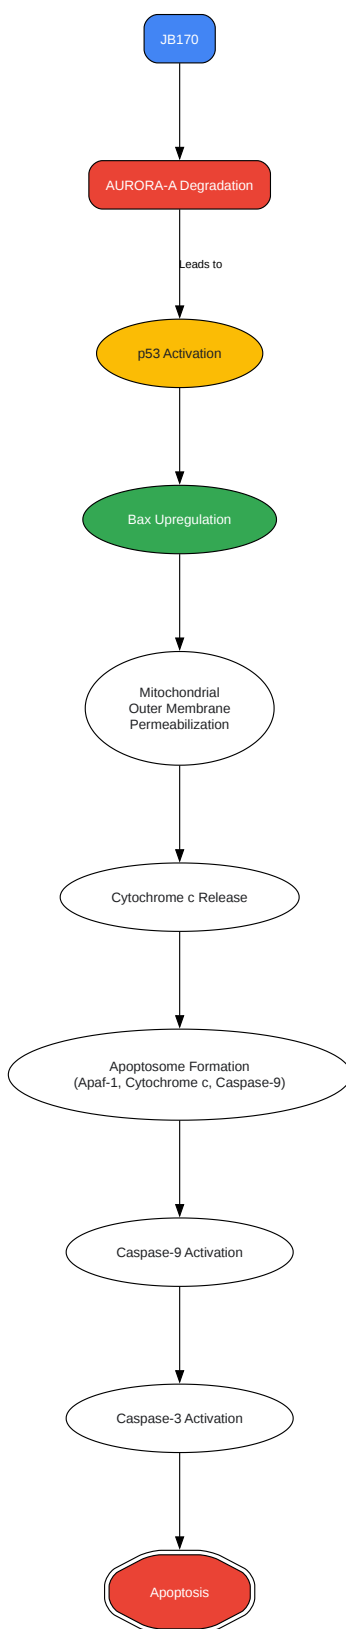 JB170
AURORA-A Degradation
Leads to
p53 Activation
Bax Upregulation
Mitochondrial
Outer Membrane
Permeabilization
Cytochrome c Release
Apoptosome Formation
(Apaf-1, Cytochrome c, Caspase-9)
Caspase-9 Activation
Caspase-3 Activation
Apoptosis